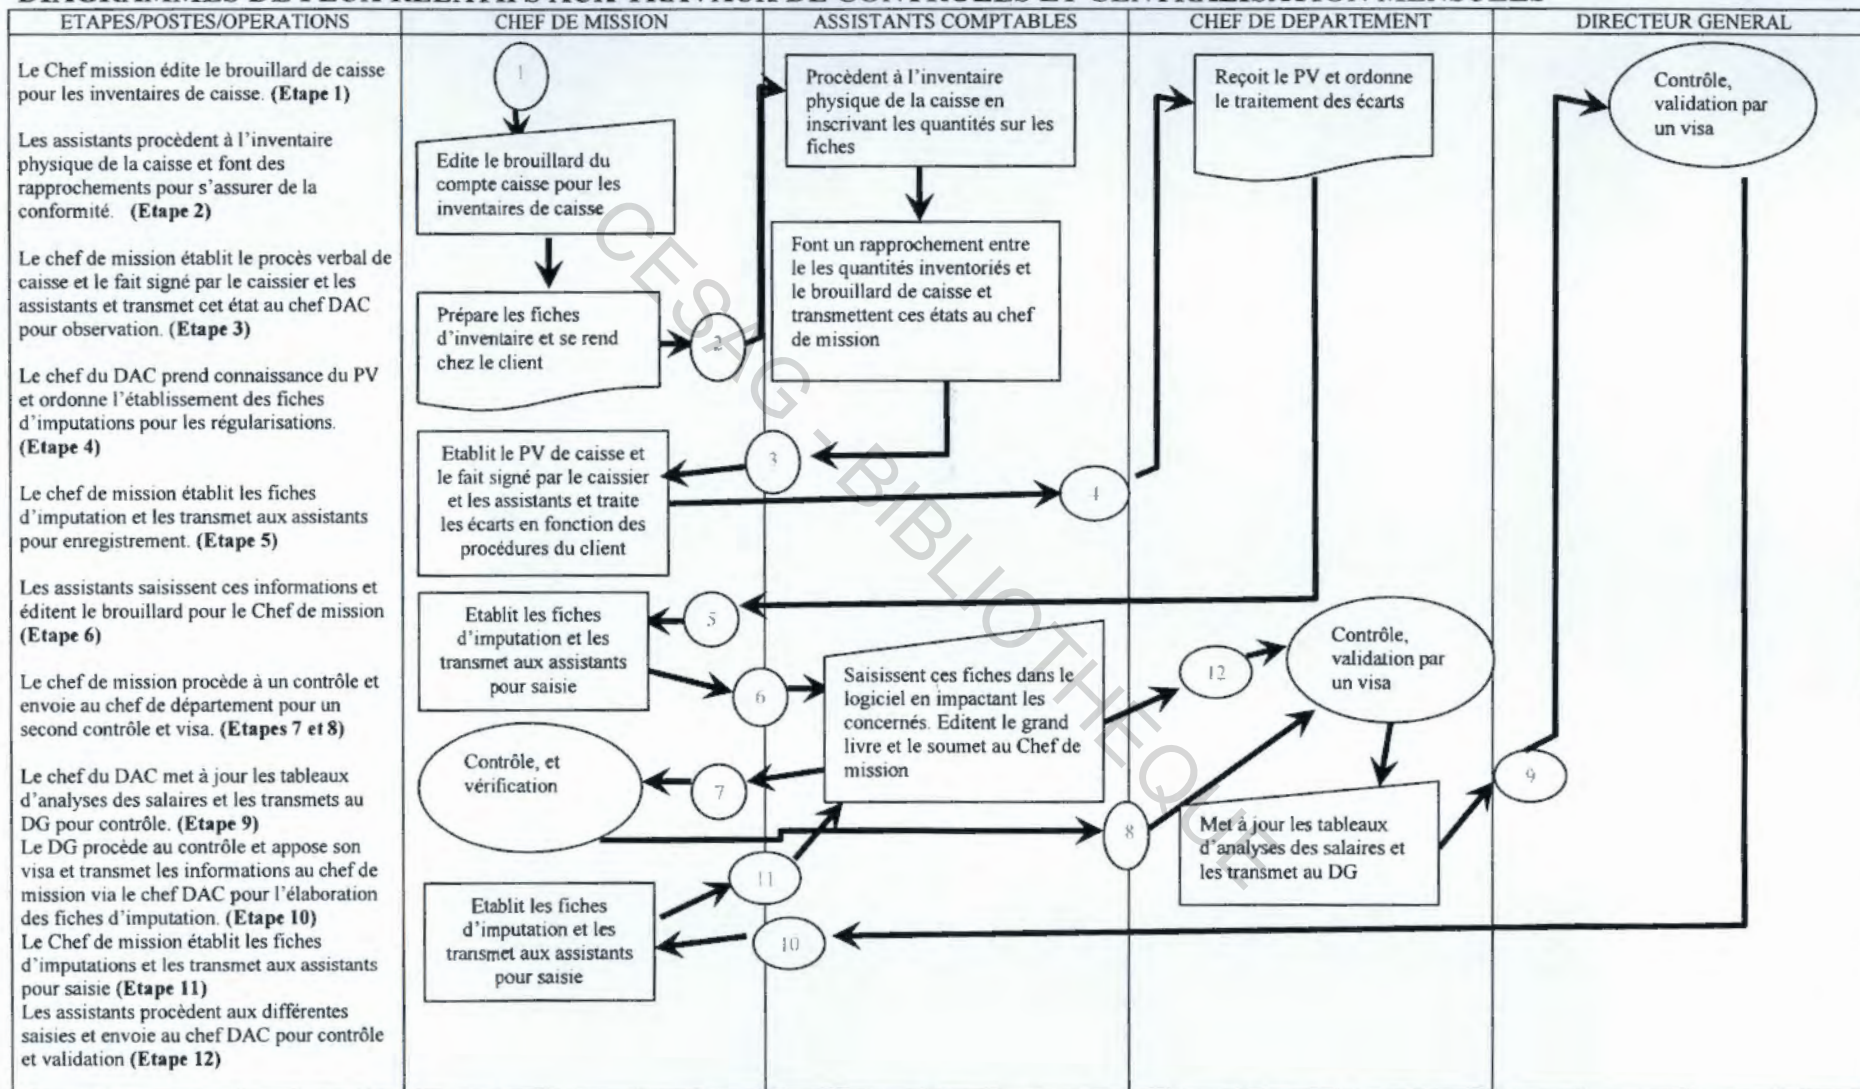 DIAGRAMMES DE FLUX RELATIFS AUX TRAVAUX DE CONTROLES ET CENTRALISATION MENSUELS
ETAPES/POSTES/OPERATIONS
CHEF DE MISSION
ASSISTANTS COMPTABLES
CHEF DE DEPARTEMENT
DIRECTEUR GENERAL
Le Chef mission édite le brouillard de caisse
pour les inventaires de caisse. (Etape 1)
Les assistants procèdent à l'inventaire
physique de la caisse et font des
rapprochements pour s'assurer de la
conformité. (Etape 2)
Le chef de mission établit le procès verbal de
caisse et le fait signé par le caissier et les
assistants et transmet cet état au chef DAC
pour observation. (Etape 3)
Le chef du DAC prend connaissance du PV
et ordonne l'établissement des fiches
d'imputations pour les régularisations.
(Etape 4)
Le chef de mission établit les fiches
d'imputation et les transmet aux assistants
pour enregistrement. (Etape 5)
Les assistants saisissent ces informations et
éditent le brouillard pour le Chef de mission
(Etape 6)
Le chef de mission procède à un contrôle et
envoie au chef de département pour un
second contrôle et visa. (Etapes 7 et 8)
Le chef du DAC met à jour les tableaux
d'analyses des salaires et les transmets au
DG pour contrôle. (Etape 9)
Le DG procède au contrôle et appose son
visa et transmet les informations au chef de
mission via le chef DAC pour l'élaboration
des fiches d'imputation. (Etape 10)
Le Chef de mission établit les fiches
d'imputations et les transmet aux assistants
pour saisie (Etape 11)
Les assistants procèdent aux différentes
saisies et envoie au chef DAC pour contrôle
et validation (Etape 12)
1
Edite le brouillard du
compte caisse pour les
inventaires de caisse
Prépare les fiches
d'inventaire et se rend
chez le client
2
Procèdent à l'inventaire
physique de la caisse en
inscrivant les quantités sur les
fiches
Font un rapprochement entre
le les quantités inventoriés et
le brouillard de caisse et
transmettent ces états au chef
de mission
3
Etablit le PV de caisse et
le fait signé par le caissier
et les assistants et traite
les écarts en fonction des
procédures du client
4
Reçoit le PV et ordonne
le traitement des écarts
5
Etablit les fiches
d'imputation et les
transmet aux assistants
pour saisie
6
Saisissent ces fiches dans le
logiciel en impactant les
concernés. Editent le grand
livre et le soumet au Chef de
mission
7
Contrôle, et
vérification
8
12
Contrôle,
validation par
un visa
Met à jour les tableaux
d'analyses des salaires et
les transmet au DG
9
Contrôle,
validation par
un visa
10
Etablit les fiches
d'imputation et les
transmet aux assistants
pour saisie
11
CESAG - BIBLIOTHEQUE